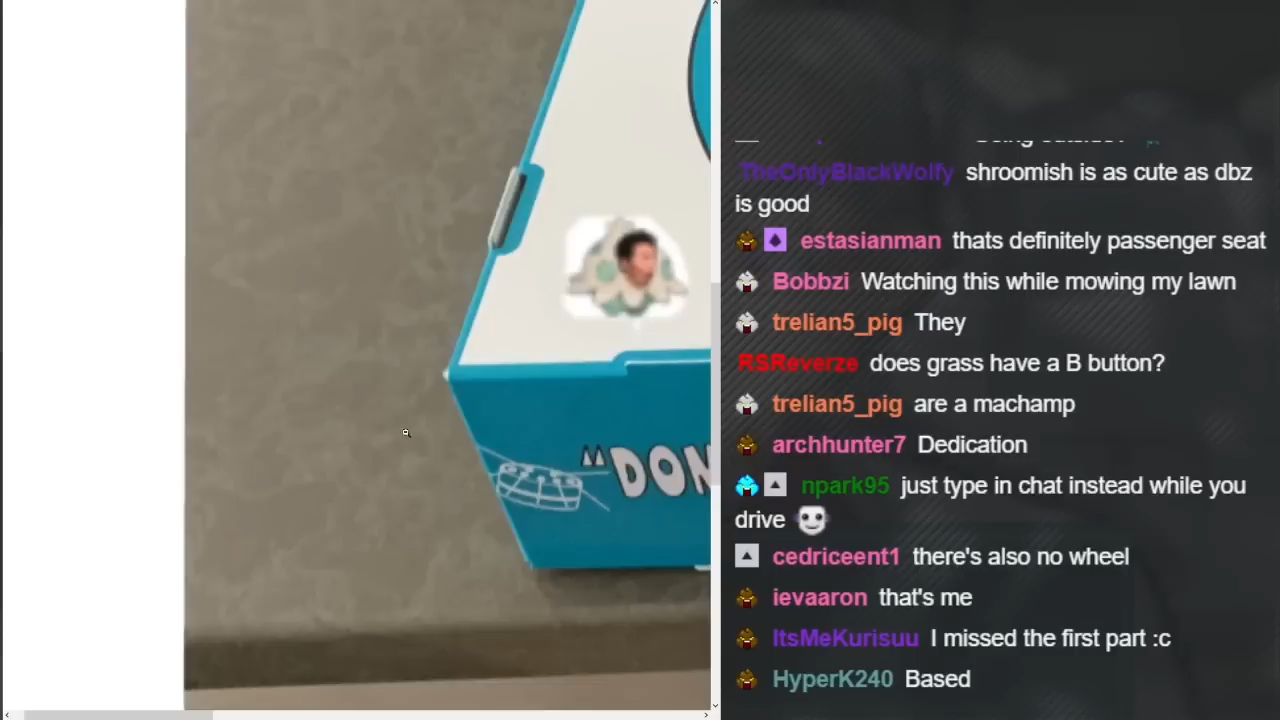 TheOnlyBlackWolfy shroomish is as cute as dbz
is good
estasianman thats definitely passenger seat
Bobbzi Watching this while mowing my lawn
trelian5_pig They
RSReverze does grass have a B button?
trelian5_pig are a machamp
archhunter7 Dedication
npark95 just type in chat instead while you
drive
cedriceent1 there's also no wheel
ievaaron that's me
ItsMeKurisuu I missed the first part :c
HyperK240 Based
"DON